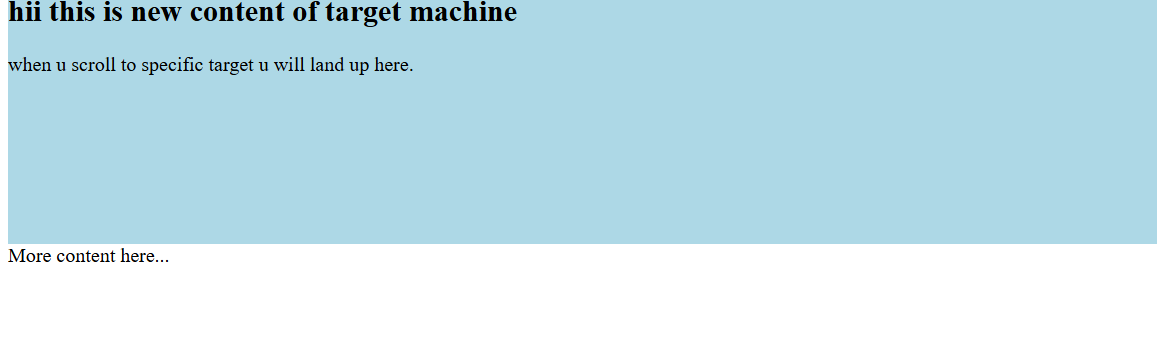 hii this is new content of target machine
when u scroll to specific target u will land up here.
More content here...